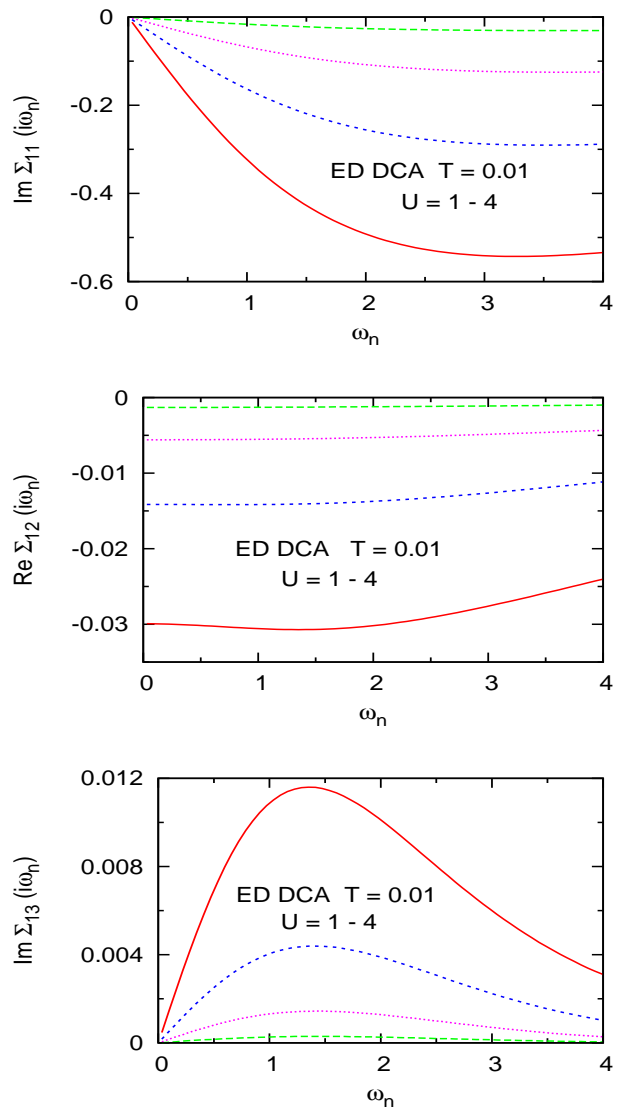 0
-0.2
-0.4
-0.6
Im Σ11 (iωn)
ED DCA T = 0.01
U = 1 - 4
0 1 2 3 4
ωn
0
-0.01
-0.02
-0.03
Re Σ12 (iωn)
ED DCA T = 0.01
U = 1 - 4
0 1 2 3 4
ωn
0.012
0.008
0.004
0
Im Σ13 (iωn)
ED DCA T = 0.01
U = 1 - 4
0 1 2 3 4
ωn